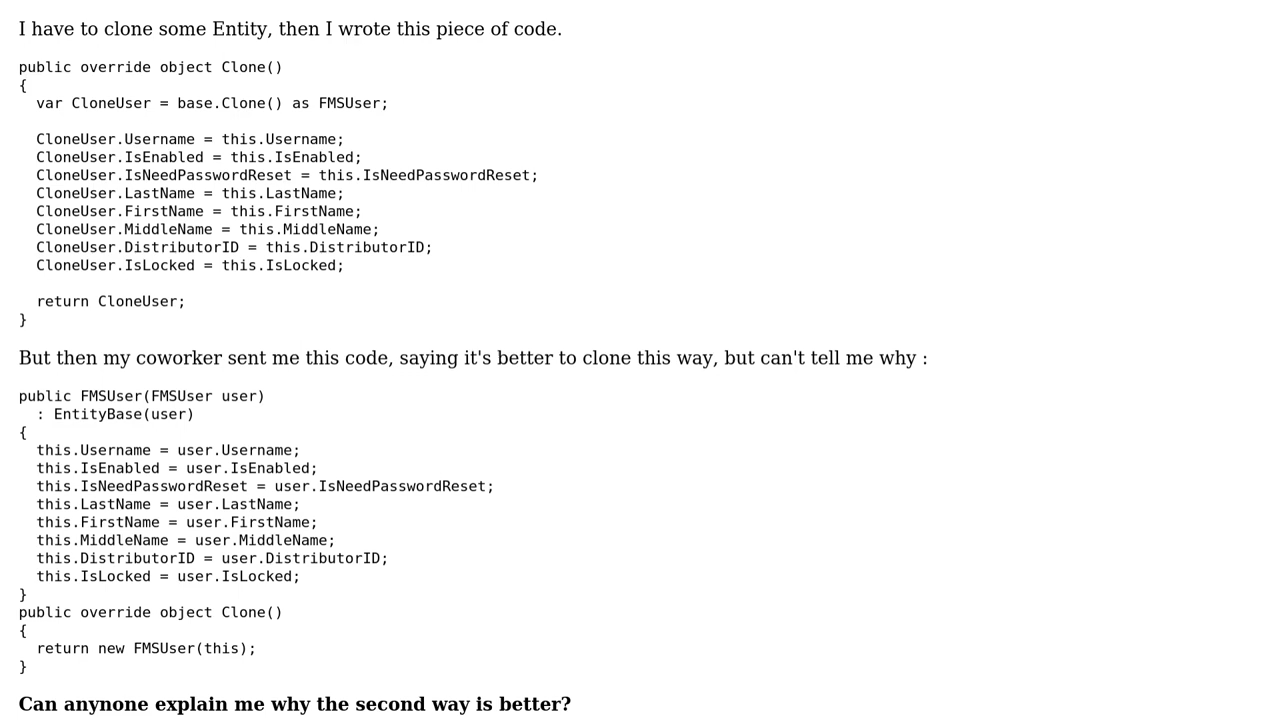 I have to clone some Entity, then I wrote this piece of code.
public override object Clone()
{
  var CloneUser = base.Clone() as FMSUser;

  CloneUser.Username = this.Username;
  CloneUser.IsEnabled = this.IsEnabled;
  CloneUser.IsNeedPasswordReset = this.IsNeedPasswordReset;
  CloneUser.LastName = this.LastName;
  CloneUser.FirstName = this.FirstName;
  CloneUser.MiddleName = this.MiddleName;
  CloneUser.DistributorID = this.DistributorID;
  CloneUser.IsLocked = this.IsLocked;

  return CloneUser;
}
But then my coworker sent me this code, saying it's better to clone this way, but can't tell me why :
public FMSUser(FMSUser user)
  : EntityBase(user)
{
  this.Username = user.Username;
  this.IsEnabled = user.IsEnabled;
  this.IsNeedPasswordReset = user.IsNeedPasswordReset;
  this.LastName = user.LastName;
  this.FirstName = user.FirstName;
  this.MiddleName = user.MiddleName;
  this.DistributorID = user.DistributorID;
  this.IsLocked = user.IsLocked;
}
public override object Clone()
{
  return new FMSUser(this);
}
Can anynone explain me why the second way is better?